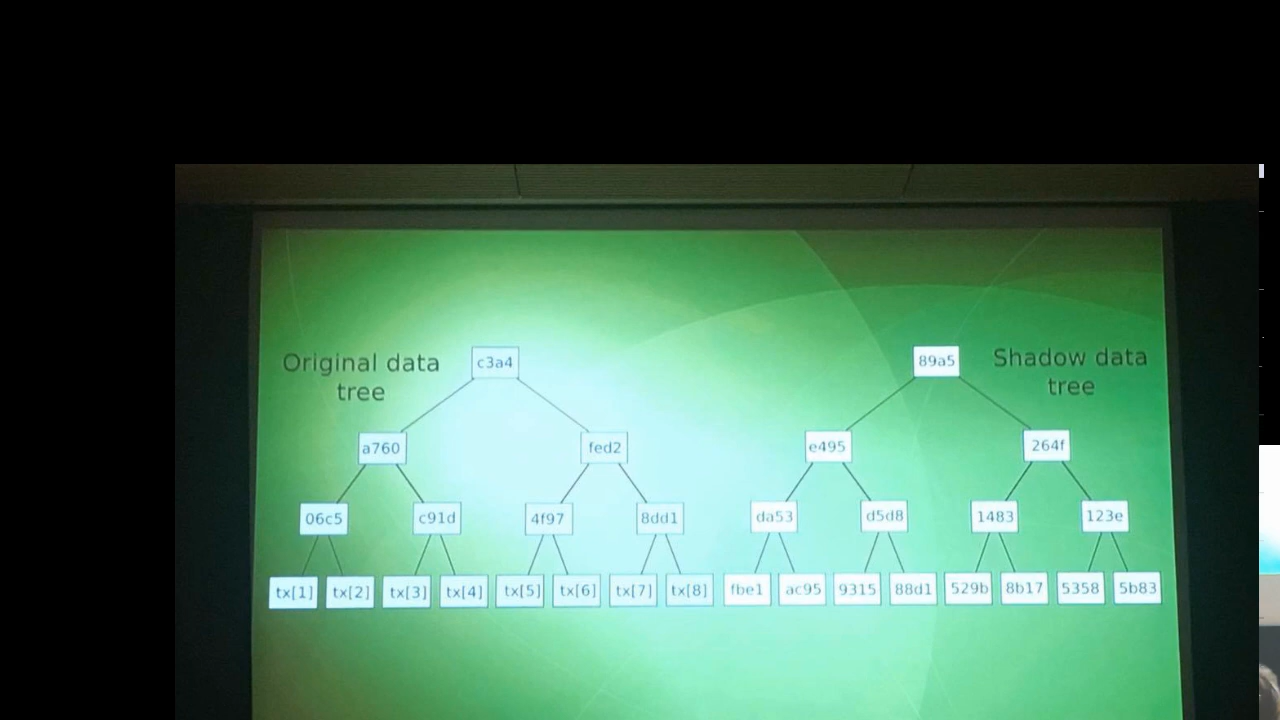 Original data
tree
c3a4
89a5
Shadow data
tree
a760
fed2
e495
264f
06c5
c91d
4f97
8dd1
da53
d5d8
1483
123e
tx[1]
tx[2]
tx[3]
tx[4]
tx[5]
tx[6]
tx[7]
tx[8]
fbe1
ac95
9315
88d1
529b
8b17
5358
5b83